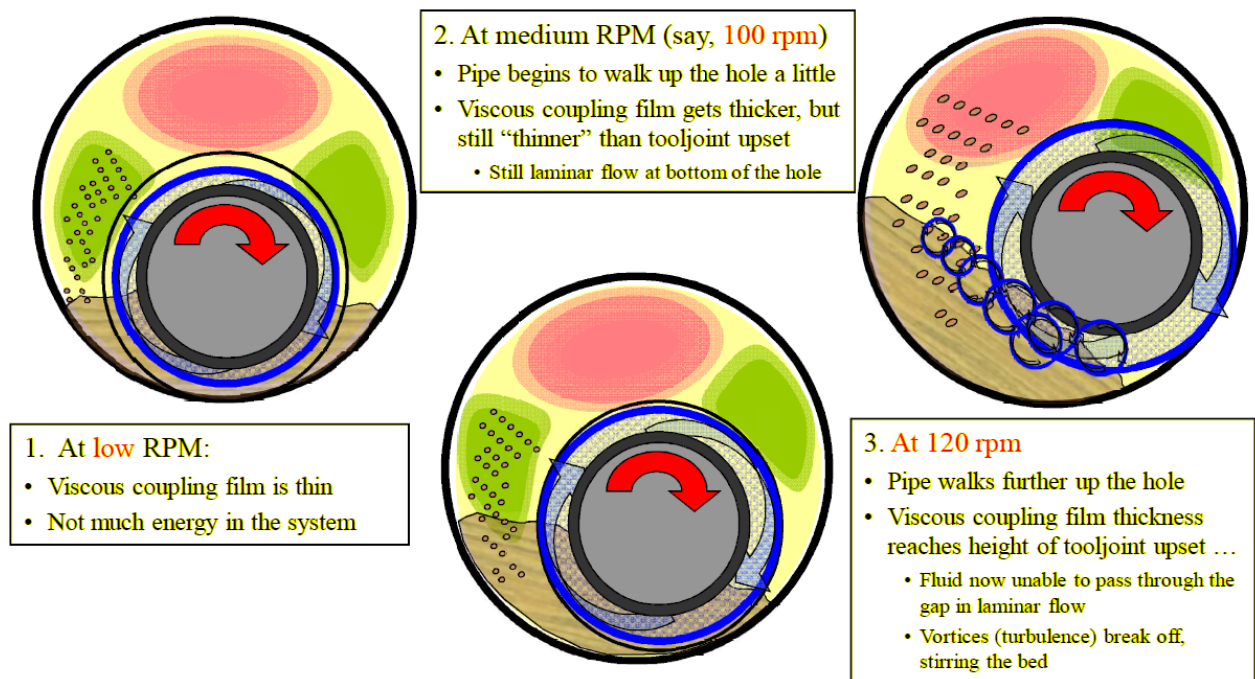 2. At medium RPM (say, 100 rpm)
• Pipe begins to walk up the hole a little
• Viscous coupling film gets thicker, but
still “thinner” than tooljoint upset
• Still laminar flow at bottom of the hole
1. At low RPM:
• Viscous coupling film is thin
• Not much energy in the system
3. At 120 rpm
• Pipe walks further up the hole
• Viscous coupling film thickness
reaches height of tooljoint upset …
• Fluid now unable to pass through the
gap in laminar flow
• Vortices (turbulence) break off,
stirring the bed